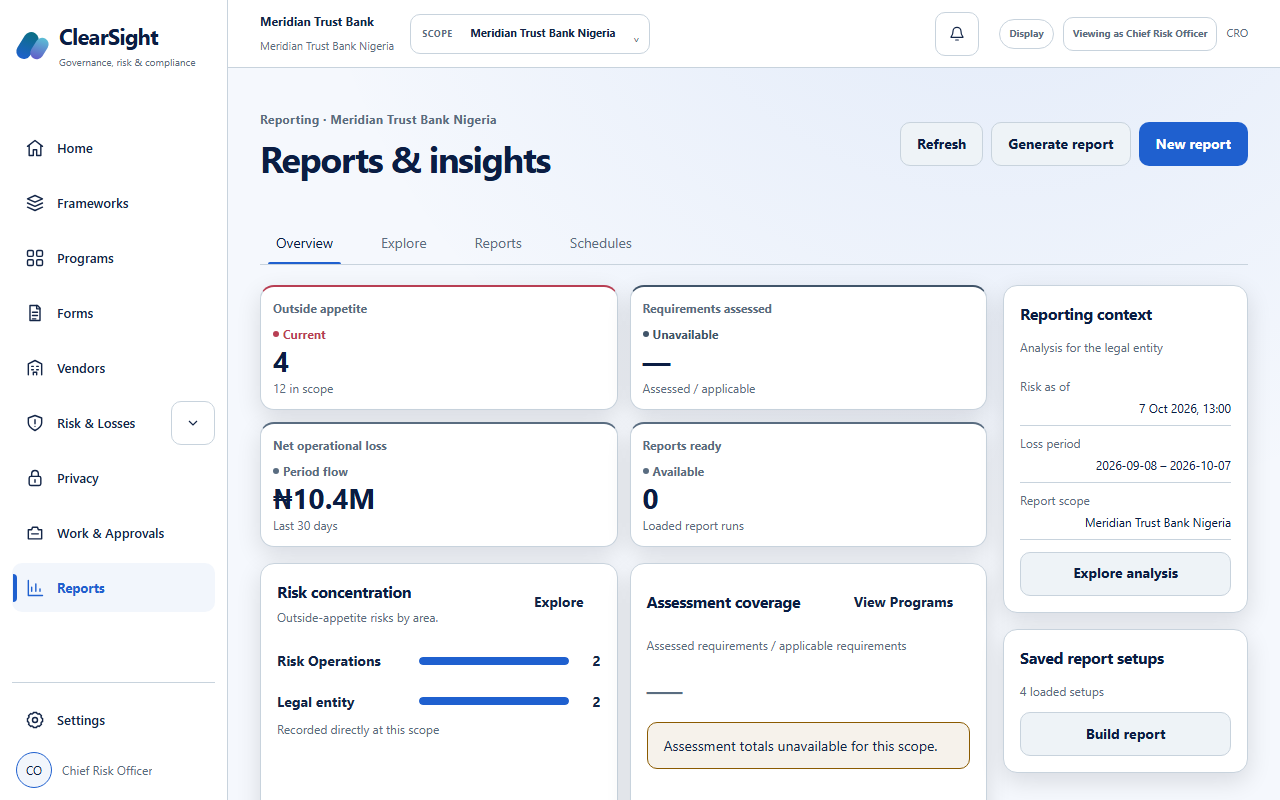 ClearSight
Governance, risk & compliance
Home
Frameworks
Programs
Forms
Vendors
Risk & Losses
Privacy
Work & Approvals
Reports
Settings
CO
Chief Risk Officer
Meridian Trust Bank
Meridian Trust Bank Nigeria
SCOPE Meridian Trust Bank Nigeria
Display
Viewing as Chief Risk Officer
CRO
Reporting · Meridian Trust Bank Nigeria
Reports & insights
Refresh
Generate report
New report
Overview
Explore
Reports
Schedules
Outside appetite
Current
4
12 in scope
Requirements assessed
Unavailable
—
Assessed / applicable
Net operational loss
Period flow
₦10.4M
Last 30 days
Reports ready
Available
0
Loaded report runs
Risk concentration
Outside-appetite risks by area.
Explore
Risk Operations 2
Legal entity 2
Recorded directly at this scope
Assessment coverage
View Programs
Assessed requirements / applicable requirements
—
Assessment totals unavailable for this scope.
Reporting context
Analysis for the legal entity
Risk as of
7 Oct 2026, 13:00
Loss period
2026-09-08 – 2026-10-07
Report scope
Meridian Trust Bank Nigeria
Explore analysis
Saved report setups
4 loaded setups
Build report